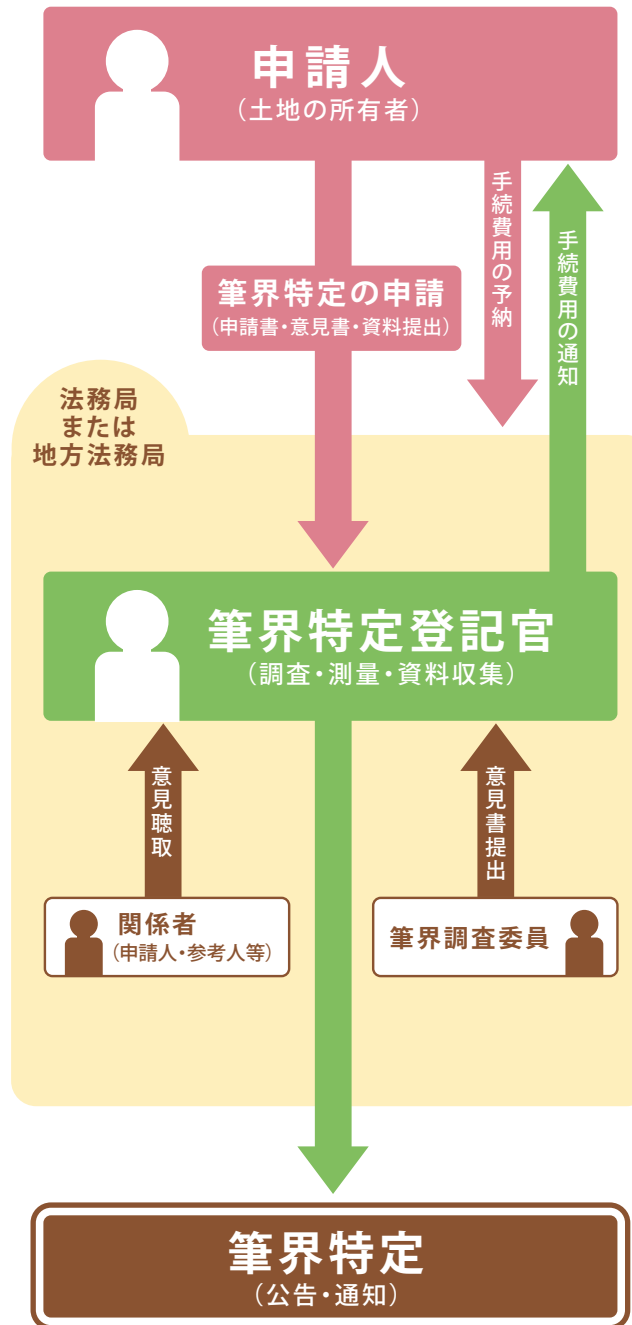 申請人
（土地の所有者）
手続費用の予納
手続費用の通知
筆界特定の申請
（申請書・意見書・資料提出）
法務局
または
地方法務局
筆界特定登記官
（調査・測量・資料収集）
意見聴取
意見書提出
関係者
（申請人・参考人等）
筆界調査委員
筆界特定
（公告・通知）